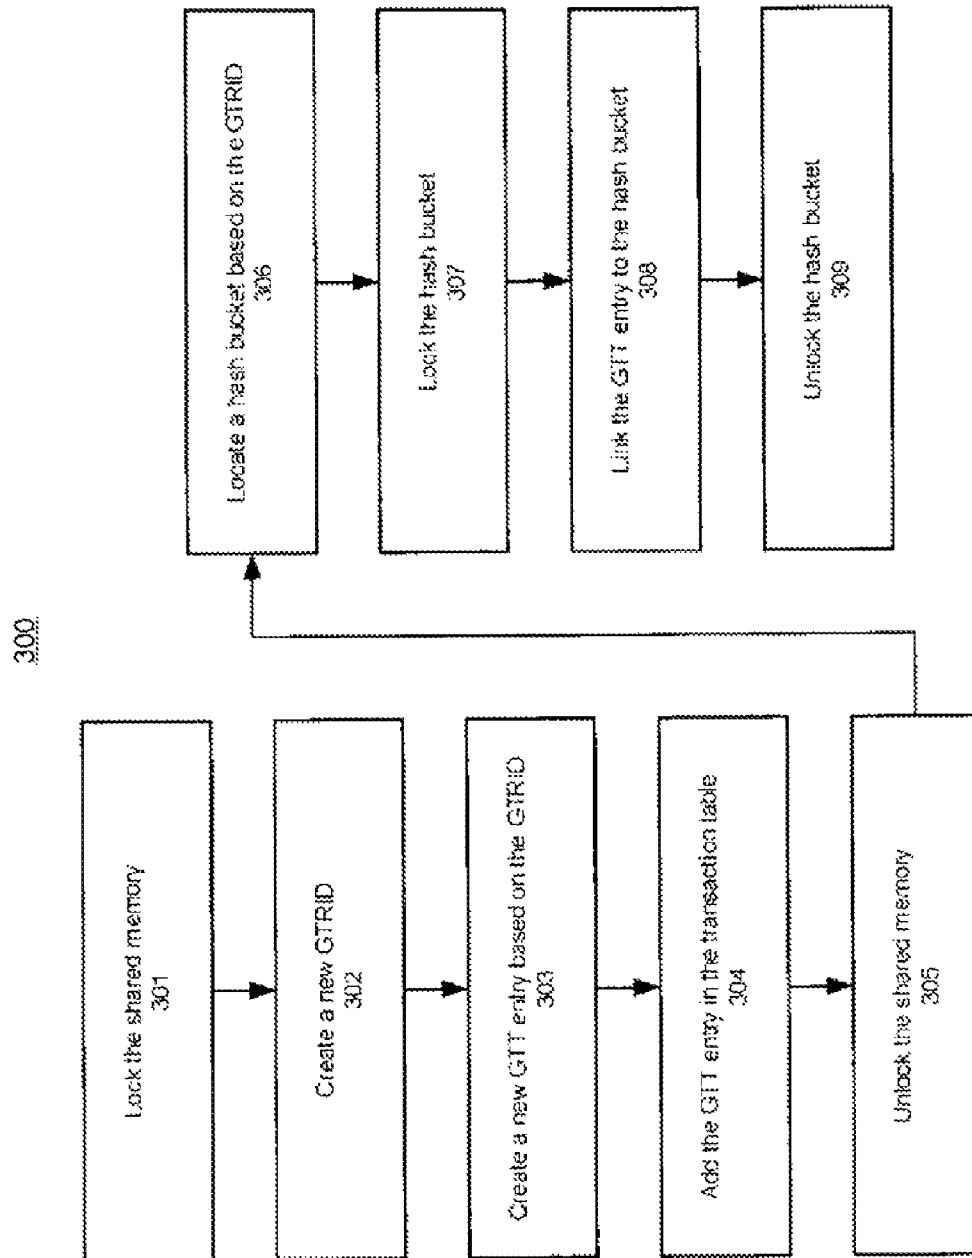 300
Lock the shared memory
301
Create a new GTRID
302
Create a new GTT entry based on the GTRID
303
Add the GTT entry in the transaction table
304
Unlock the shared memory
305
Locate a hash bucket based on the GTRID
306
Lock the hash bucket
307
Link the GTT entry to the hash bucket
308
Unlock the hash bucket
309